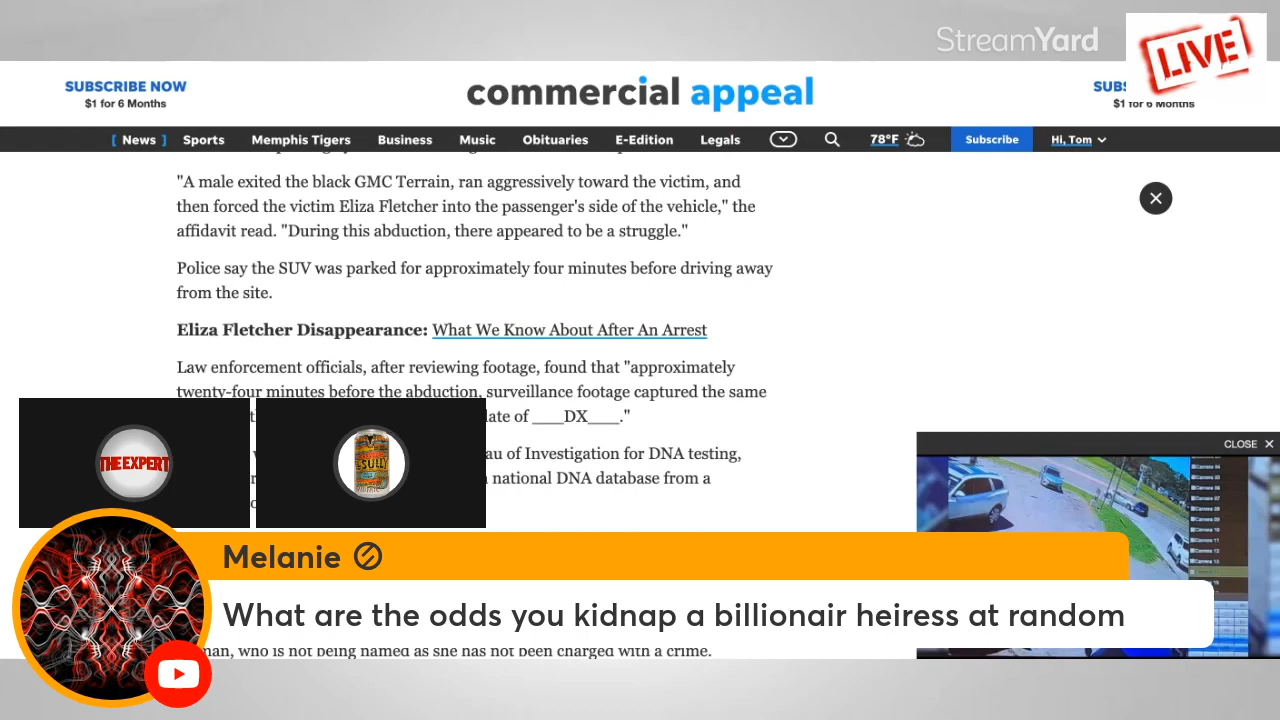 StreamYard
LIVE
SUBSCRIBE NOW
$1 for 6 Months
commercial appeal
SUBS
$1 for 6 Months
[ News ] Sports Memphis Tigers Business Music Obituaries E-Edition Legals 78°F Subscribe Hi, Tom
"A male exited the black GMC Terrain, ran aggressively toward the victim, and
then forced the victim Eliza Fletcher into the passenger's side of the vehicle," the
affidavit read. "During this abduction, there appeared to be a struggle."
Police say the SUV was parked for approximately four minutes before driving away
from the site.
Eliza Fletcher Disappearance: What We Know About After An Arrest
Law enforcement officials, after reviewing footage, found that "approximately
twenty-four minutes before the abduction, surveillance footage captured the same
late of ___DX___."
au of Investigation for DNA testing,
national DNA database from a
THE EXPERT
SULLY
CLOSE
Melanie
What are the odds you kidnap a billionair heiress at random
man, who is not being named as she has not been charged with a crime.